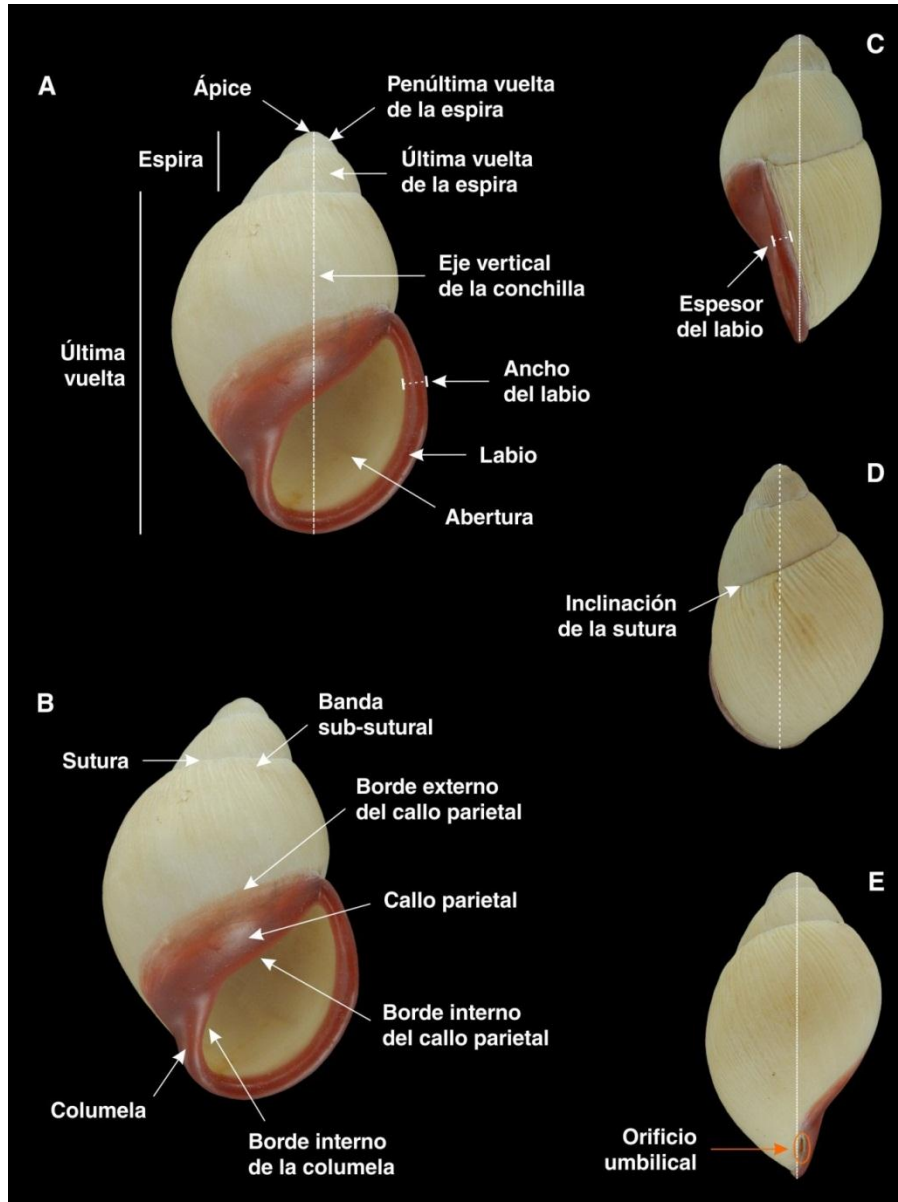 A
Ápice
Penúltima vuelta
de la espira
Espira
Última vuelta
de la espira
Eje vertical
de la conchilla
Última
vuelta
Ancho
del labio
Labio
Abertura
B
Banda
sub-sutural
Sutura
Borde externo
del callo parietal
Callo parietal
Borde interno
del callo parietal
Columela
Borde interno
de la columela
C
Espesor
del labio
D
Inclinación
de la sutura
E
Orificio
umbilical